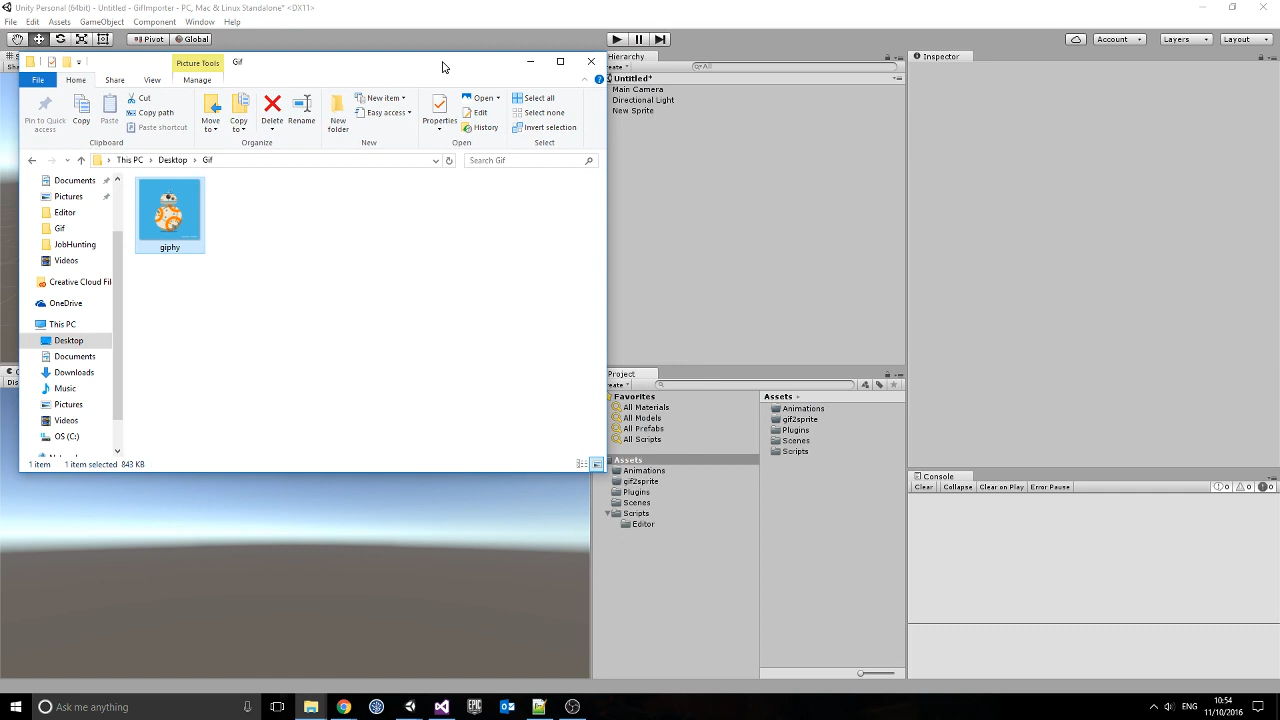 Unity Personal (64bit) - Untitled - GifImporter - PC, Mac & Linux Standalone* <DX11>
File Edit Assets GameObject Component Window Help
Pivot Global Account Layers Layout
Picture Tools Gif
File Home Share View Manage
Pin to Quick access Copy Paste Cut Copy path Paste shortcut
Clipboard
Move to Copy to Delete Rename
Organize
New folder New item Easy access
New
Properties Open Edit History
Open
Select all Select none Invert selection
Select
This PC > Desktop > Gif Search Gif
Documents
Pictures
Editor
Gif
JobHunting
Videos
Creative Cloud Fil
OneDrive
This PC
Desktop
Documents
Downloads
Music
Pictures
Videos
OS (C:)
giphy
1 item 1 item selected 843 KB
Hierarchy
All
Untitled*
Main Camera
Directional Light
New Sprite
Inspector
Project
Favorites
All Materials
All Models
All Prefabs
All Scripts
Assets
Animations
gif2sprite
Plugins
Scenes
Scripts
Editor
Assets
Animations
gif2sprite
Plugins
Scenes
Scripts
Console
Clear Collapse Clear on Play Error Pause 0 0 0
Ask me anything
10:54
11/10/2016